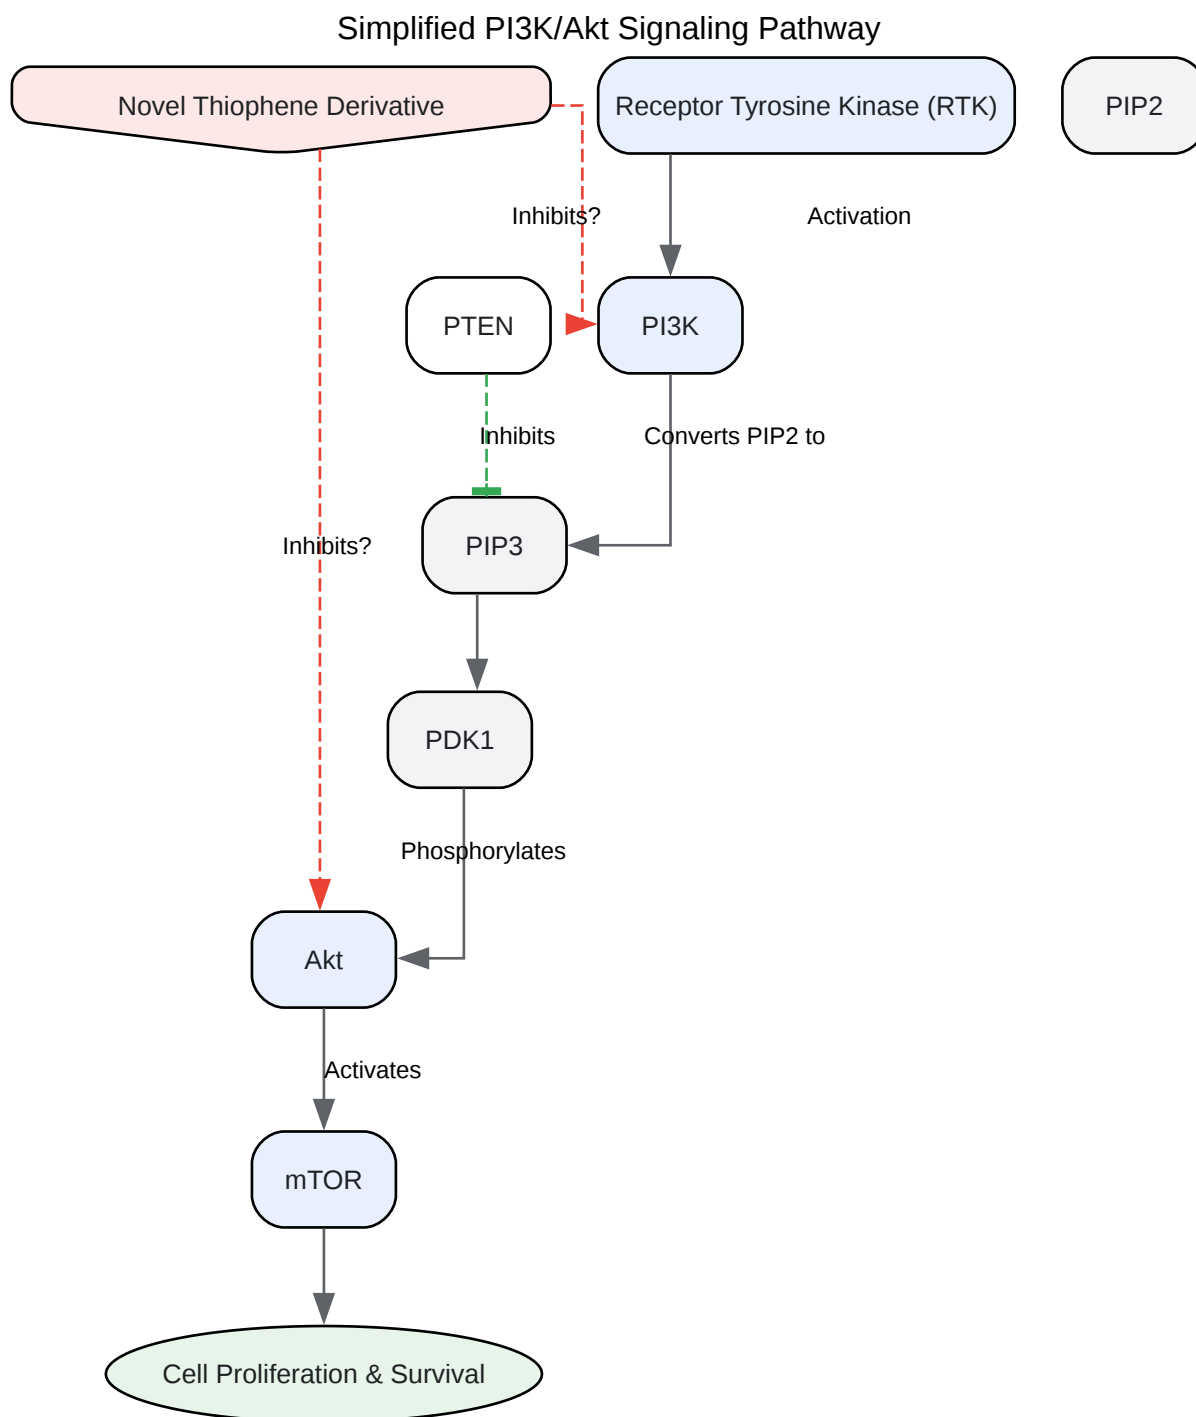 Simplified PI3K/Akt Signaling Pathway
Novel Thiophene Derivative
Receptor Tyrosine Kinase (RTK)
PIP2
Inhibits?
Activation
PTEN
PI3K
Inhibits
Converts PIP2 to
Inhibits?
PIP3
PDK1
Phosphorylates
Akt
Activates
mTOR
Cell Proliferation & Survival